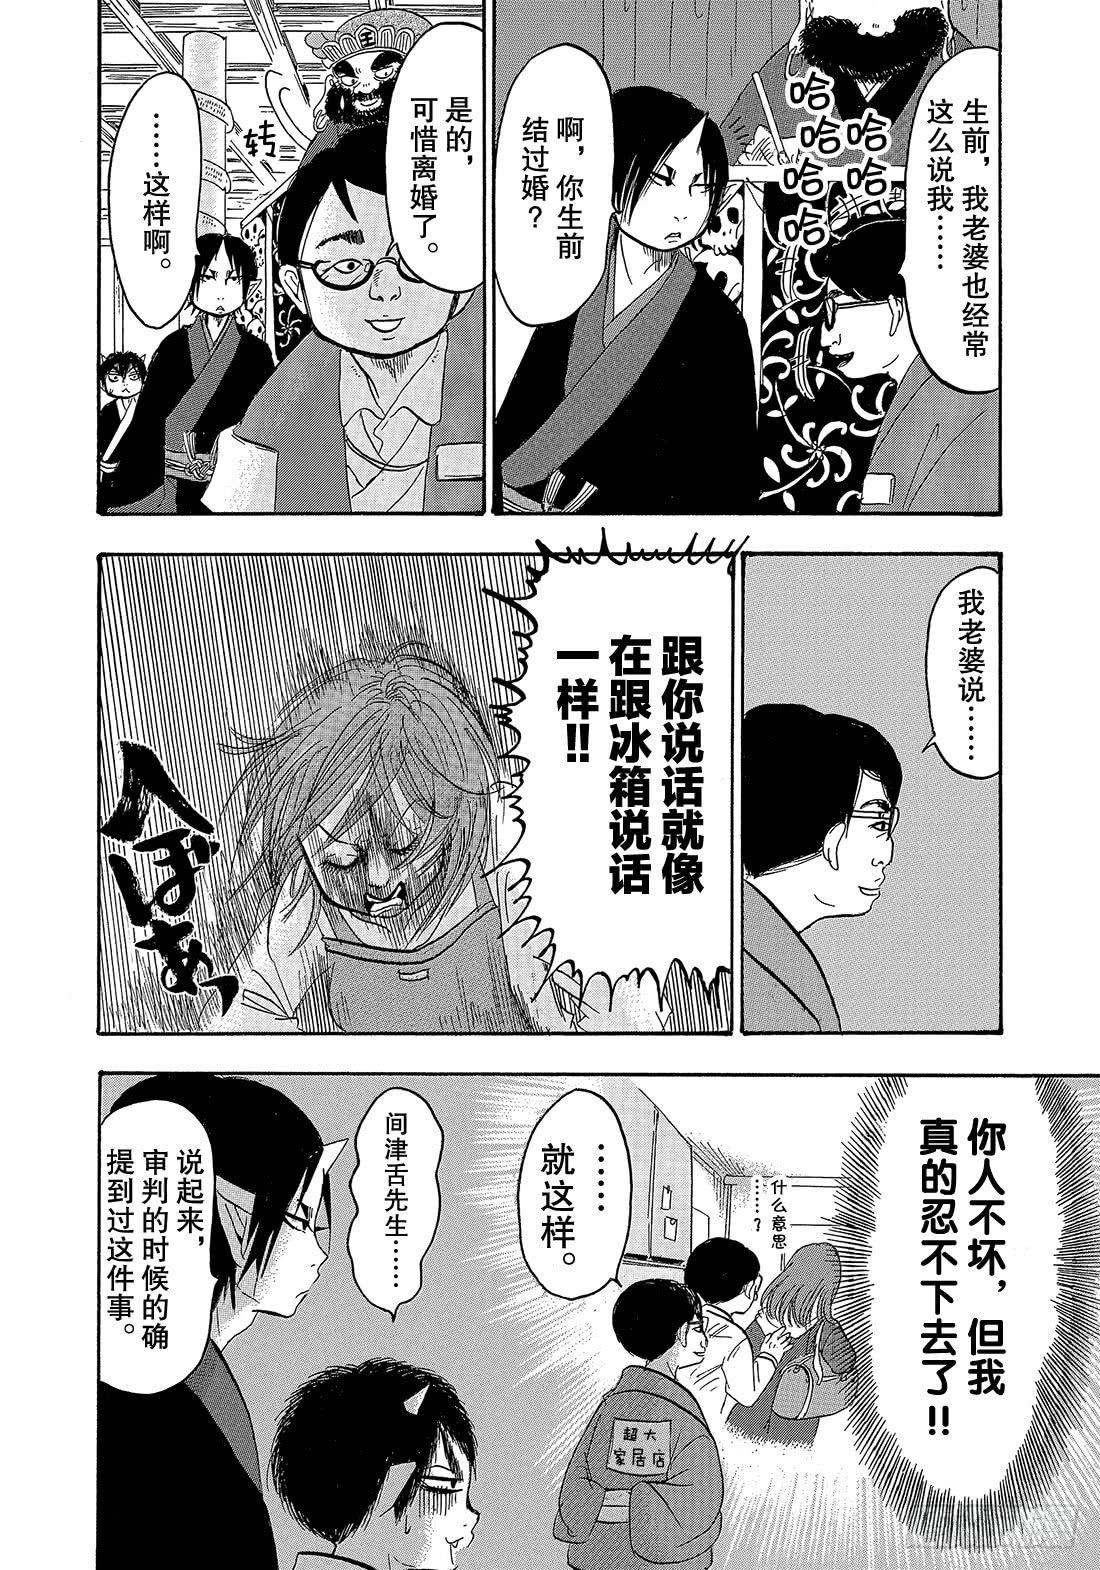 生前，我老婆也经常
这么说我……
哈哈哈哈
哈哈哈
啊，你生前
结过婚？
是的，
可惜离婚了。
王
转
……这样啊。
我老婆说……
跟你说话就像
在跟冰箱说话
一样!!
へぼあっ
你人不坏，但我
真的忍不下去了!!
什么意思
……?
……
就这样。
超大
家居店
间津舌先生……
说起来，
审判的时候的确
提到过这件事。